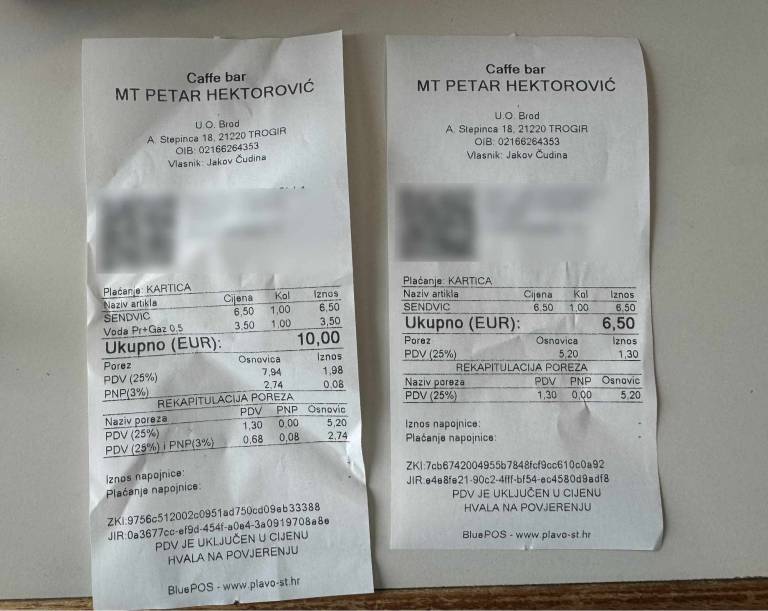 Caffe bar
MT PETAR HEKTOROVIĆ
U.O. Brod
A. Stepinca 18, 21220 TROGIR
OIB: 02166264353
Vlasnik: Jakov Čudina
Plaćanje: KARTICA
Naziv artikla Cijena Kol Iznos
SENDVIC 6,50 1,00 6,50
Voda Pr+Gaz 0,5 3,50 1,00 3,50
Ukupno (EUR): 10,00
Porez Osnovica Iznos
PDV (25%) 7,94 1,98
PNP(3%) 2,74 0,08
REKAPITULACIJA POREZA
Naziv poreza PDV PNP Osnovic
PDV (25%) 1,30 0,00 5,20
PDV (25%) i PNP(3%) 0,68 0,08 2,74
Iznos napojnice:
Plaćanje napojnice:
ZKI:9756c512002c0951ad750cd09eb33388
JIR:0a3677cc-ef9d-454f-a0e4-3a0919708a8e
PDV JE UKLJUČEN U CIJENU
HVALA NA POVJERENJU
BluePOS - www.plavo-st.hr
Caffe bar
MT PETAR HEKTOROVIĆ
U.O. Brod
A. Stepinca 18, 21220 TROGIR
OIB: 02166264353
Vlasnik: Jakov Čudina
Plaćanje: KARTICA
Naziv artikla Cijena Kol Iznos
SENDVIC 6,50 1,00 6,50
Ukupno (EUR): 6,50
Porez Osnovica Iznos
PDV (25%) 5,20 1,30
REKAPITULACIJA POREZA
Naziv poreza PDV PNP Osnovic
PDV (25%) 1,30 0,00 5,20
Iznos napojnice:
Plaćanje napojnice:
ZKI:7cb6742004955b7848fcf9cc610c0a92
JIR:e4e8fe21-90c2-4fff-bf54-ec4580d9adf8
PDV JE UKLJUČEN U CIJENU
HVALA NA POVJERENJU
BluePOS - www.plavo-st.hr